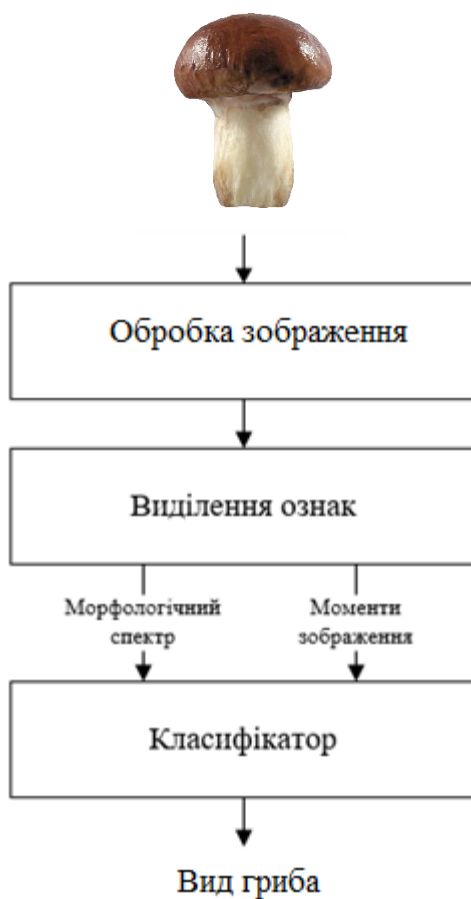 Обробка зображення
Виділення ознак
Морфологічний
спектр
Моменти
зображення
Класифікатор
Вид гриба